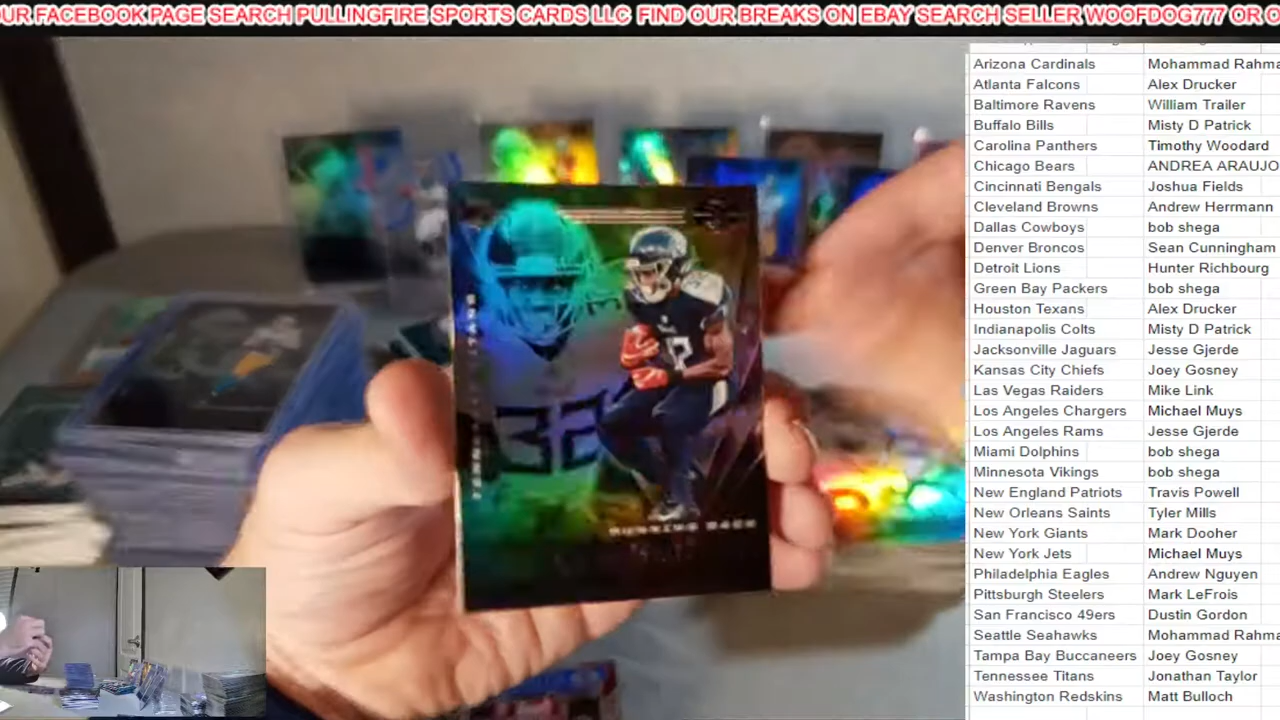 UR FACEBOOK PAGE SEARCH PULLINGFIRE SPORTS CARDS LLC FIND OUR BREAKS ON EBAY SEARCH SELLER WOOFDOG777 OR
Arizona Cardinals Mohammad Rahma
Atlanta Falcons Alex Drucker
Baltimore Ravens William Trailer
Buffalo Bills Misty D Patrick
Carolina Panthers Timothy Woodard
Chicago Bears ANDREA ARAUJO
Cincinnati Bengals Joshua Fields
Cleveland Browns Andrew Herrmann
Dallas Cowboys bob shega
Denver Broncos Sean Cunningham
Detroit Lions Hunter Richbourg
Green Bay Packers bob shega
Houston Texans Alex Drucker
Indianapolis Colts Misty D Patrick
Jacksonville Jaguars Jesse Gjerde
Kansas City Chiefs Joey Gosney
Las Vegas Raiders Mike Link
Los Angeles Chargers Michael Muys
Los Angeles Rams Jesse Gjerde
Miami Dolphins bob shega
Minnesota Vikings bob shega
New England Patriots Travis Powell
New Orleans Saints Tyler Mills
New York Giants Mark Dooher
New York Jets Michael Muys
Philadelphia Eagles Andrew Nguyen
Pittsburgh Steelers Mark LeFrois
San Francisco 49ers Dustin Gordon
Seattle Seahawks Mohammad Rahma
Tampa Bay Buccaneers Joey Gosney
Tennessee Titans Jonathan Taylor
Washington Redskins Matt Bulloch
32
RUNNING BACK